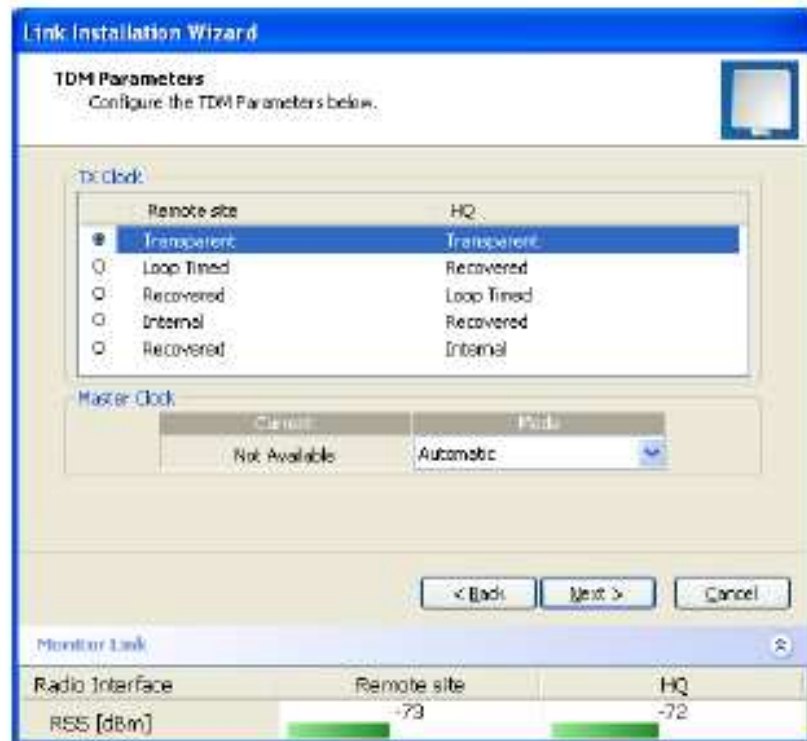 Link Installation Wizard
TDM Parameters
Configure the TDM Parameters below.
TX Clock
Remote site HQ
Transparent Transparent
Loop Timed Recovered
Recovered Loop Timed
Internal Recovered
Recovered Internal
Master Clock
Current Mode
Not Available Automatic
< Back Next > Cancel
Monitor Link
Radio Interface Remote site HQ
RSS [dBm] -73 -72